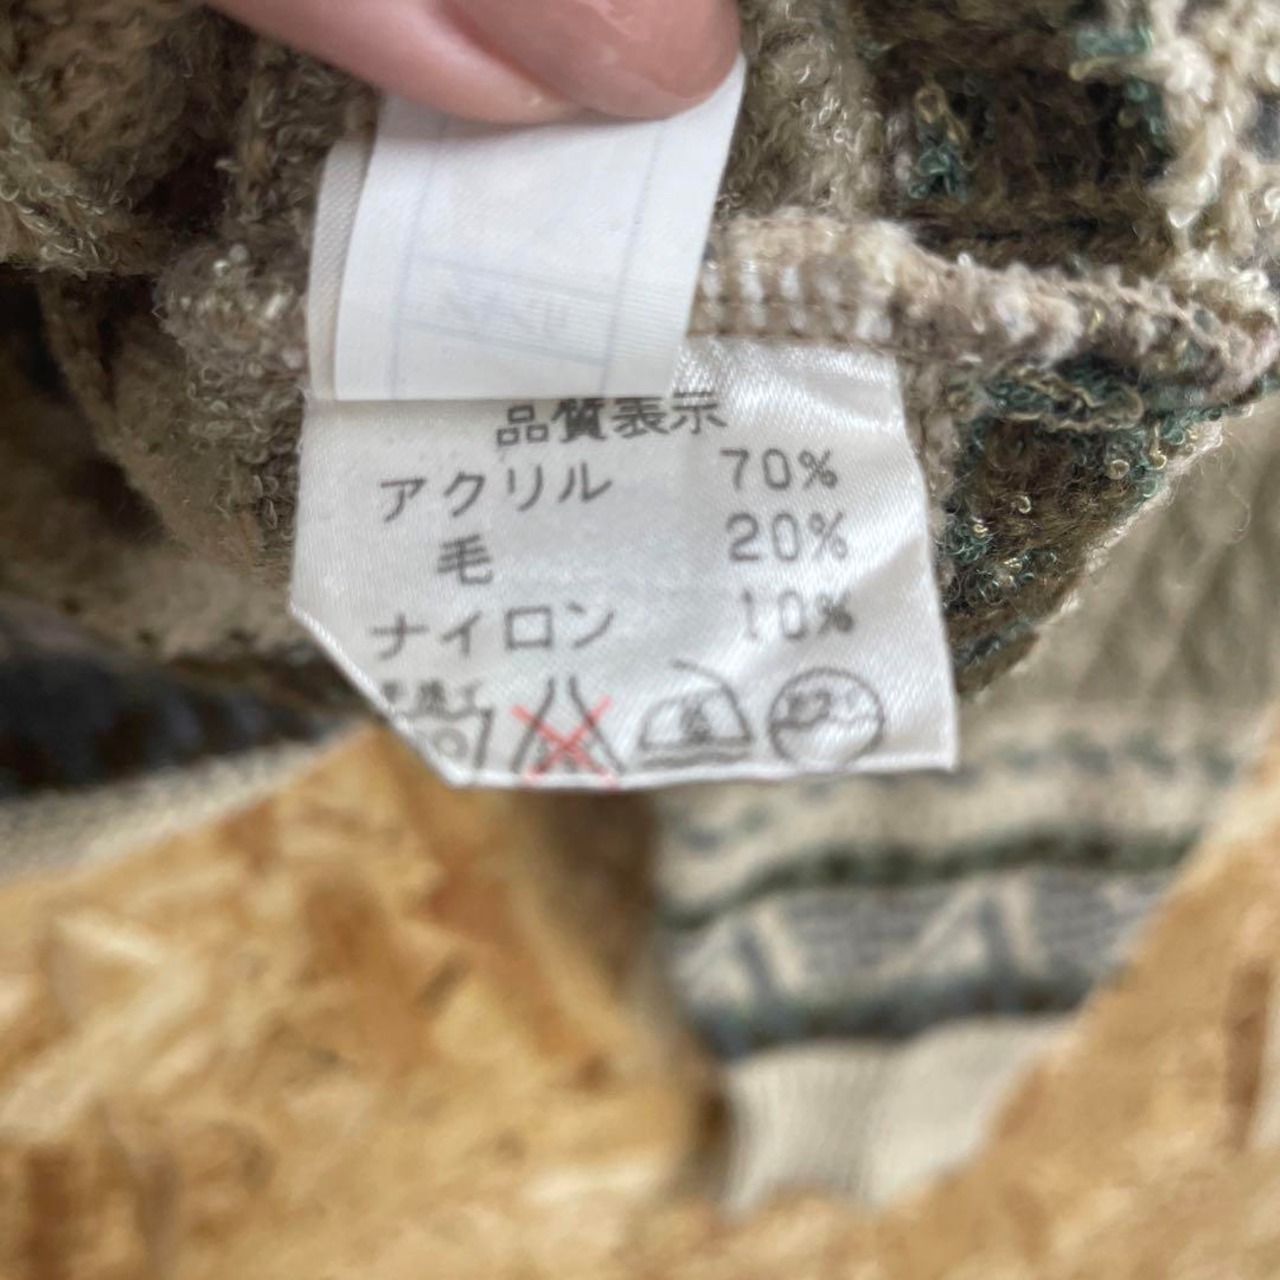 品質表示
アクリル 70%
毛 20%
ナイロン 10%